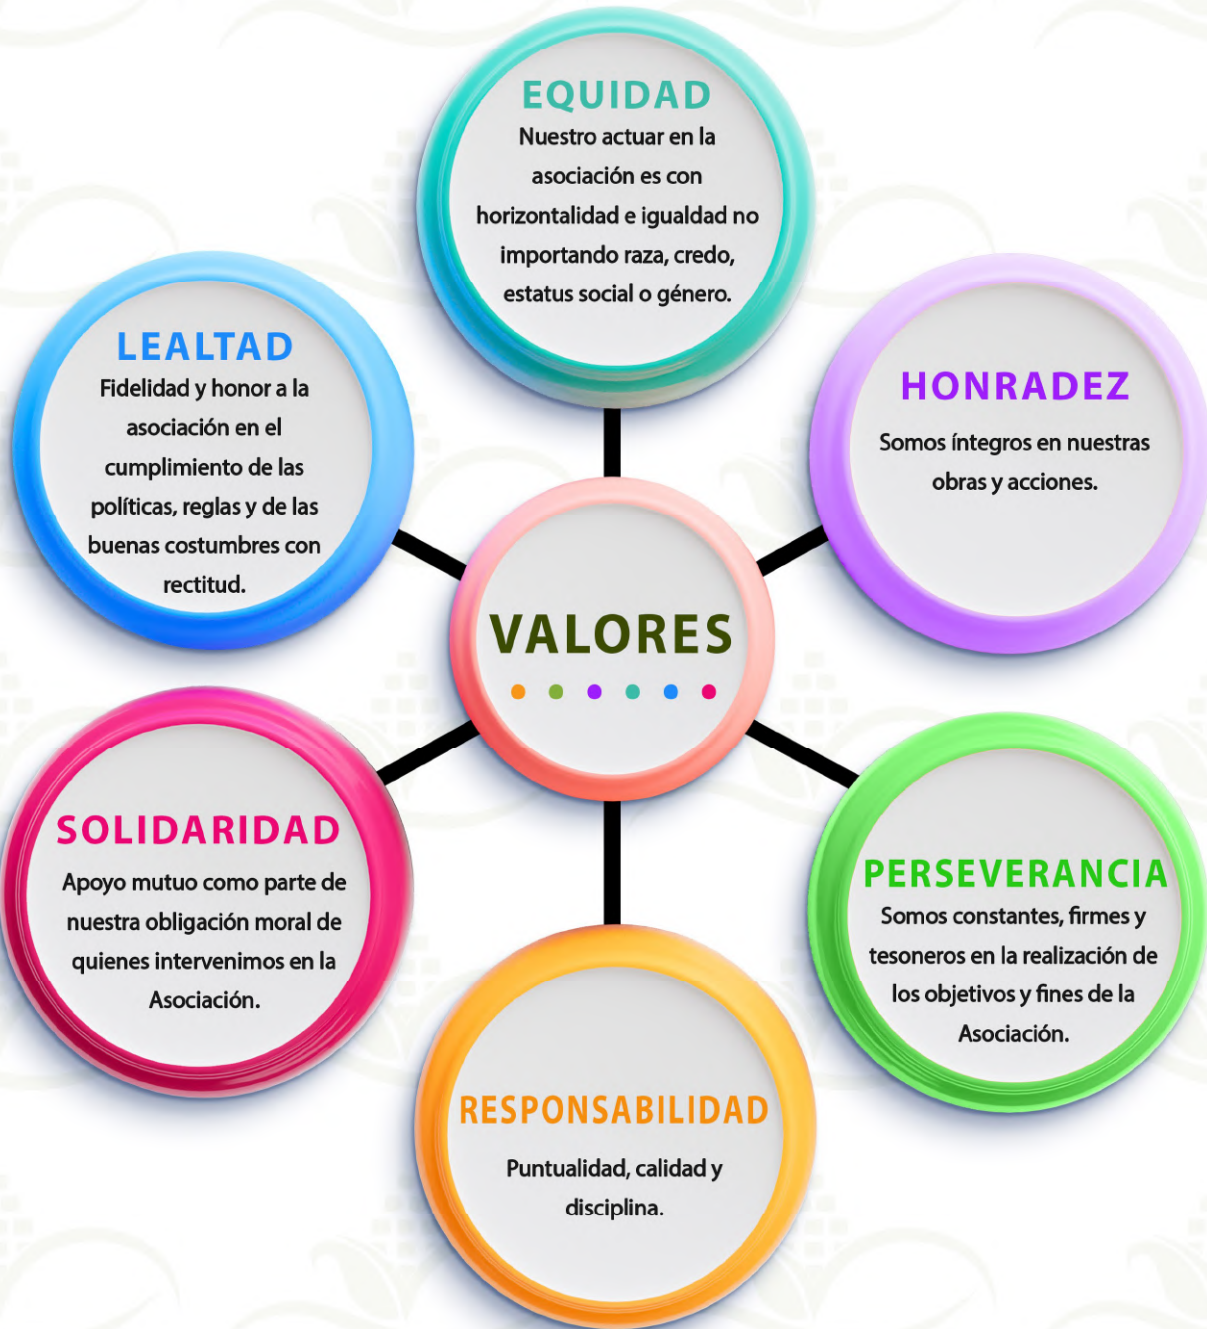 EQUIDAD
Nuestro actuar en la
asociación es con
horizontalidad e igualdad no
importando raza, credo,
estatus social o género.
LEALTAD
Fidelidad y honor a la
asociación en el
cumplimiento de las
políticas, reglas y de las
buenas costumbres con
rectitud.
HONRADEZ
Somos íntegros en nuestras
obras y acciones.
VALORES
SOLIDARIDAD
Apoyo mutuo como parte de
nuestra obligación moral de
quienes intervenimos en la
Asociación.
PERSEVERANCIA
Somos constantes, firmes y
tesoneros en la realización de
los objetivos y fines de la
Asociación.
RESPONSABILIDAD
Puntualidad, calidad y
disciplina.